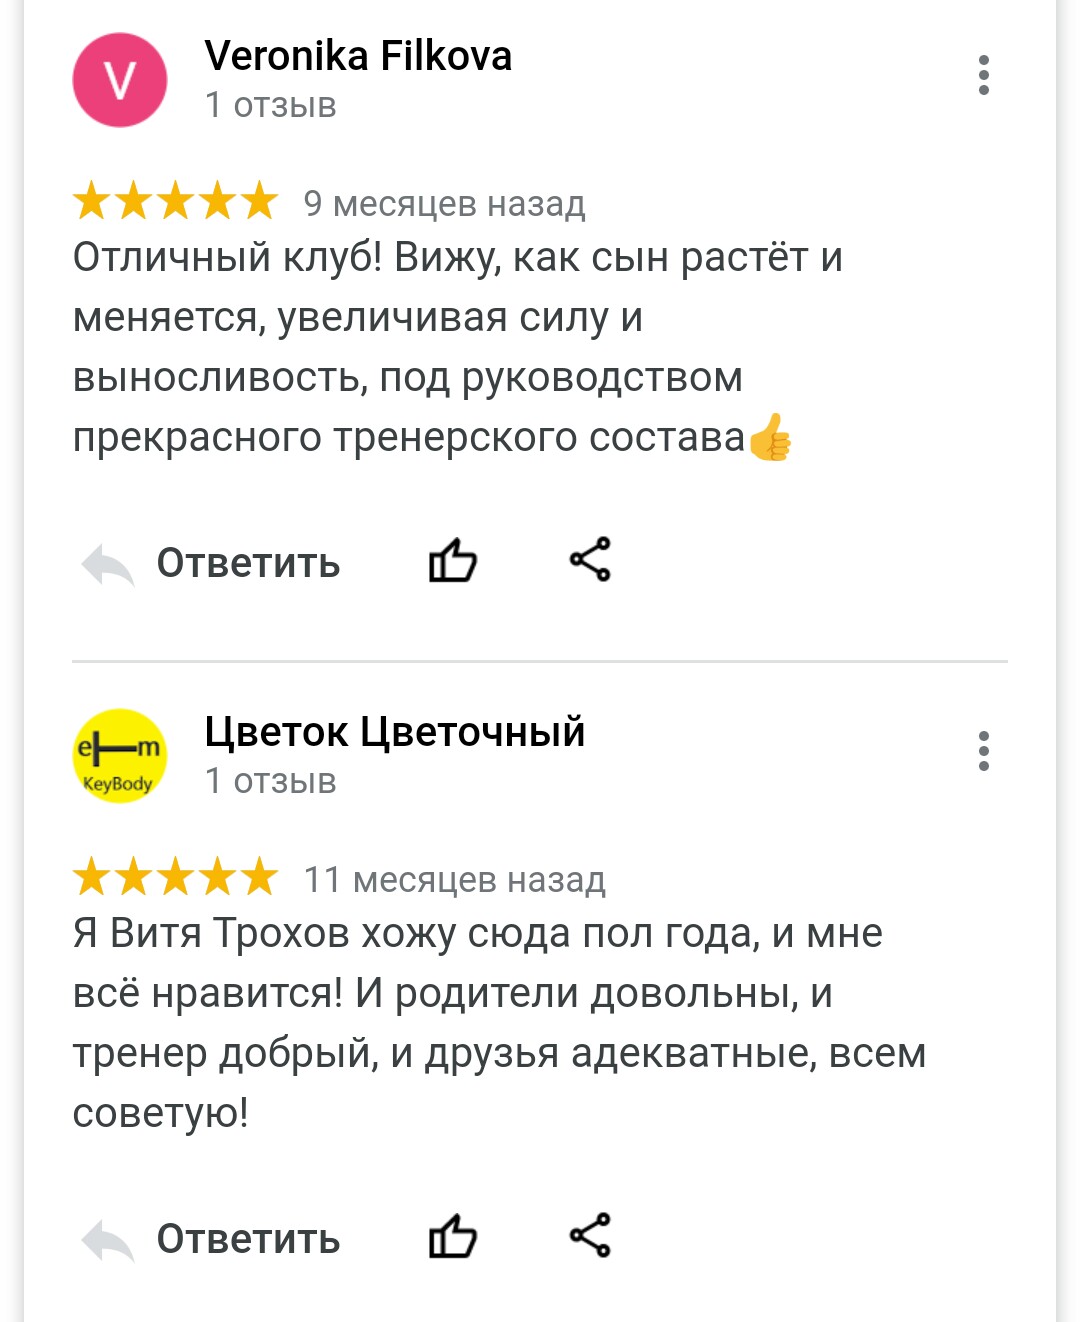 V
Veronika Filkova
1 отзыв
9 месяцев назад
Отличный клуб! Вижу, как сын растёт и
меняется, увеличивая силу и
выносливость, под руководством
прекрасного тренерского состава👍
Ответить
e m
KeyBody
Цветок Цветочный
1 отзыв
11 месяцев назад
Я Витя Трохов хожу сюда пол года, и мне
всё нравится! И родители довольны, и
тренер добрый, и друзья адекватные, всем
советую!
Ответить